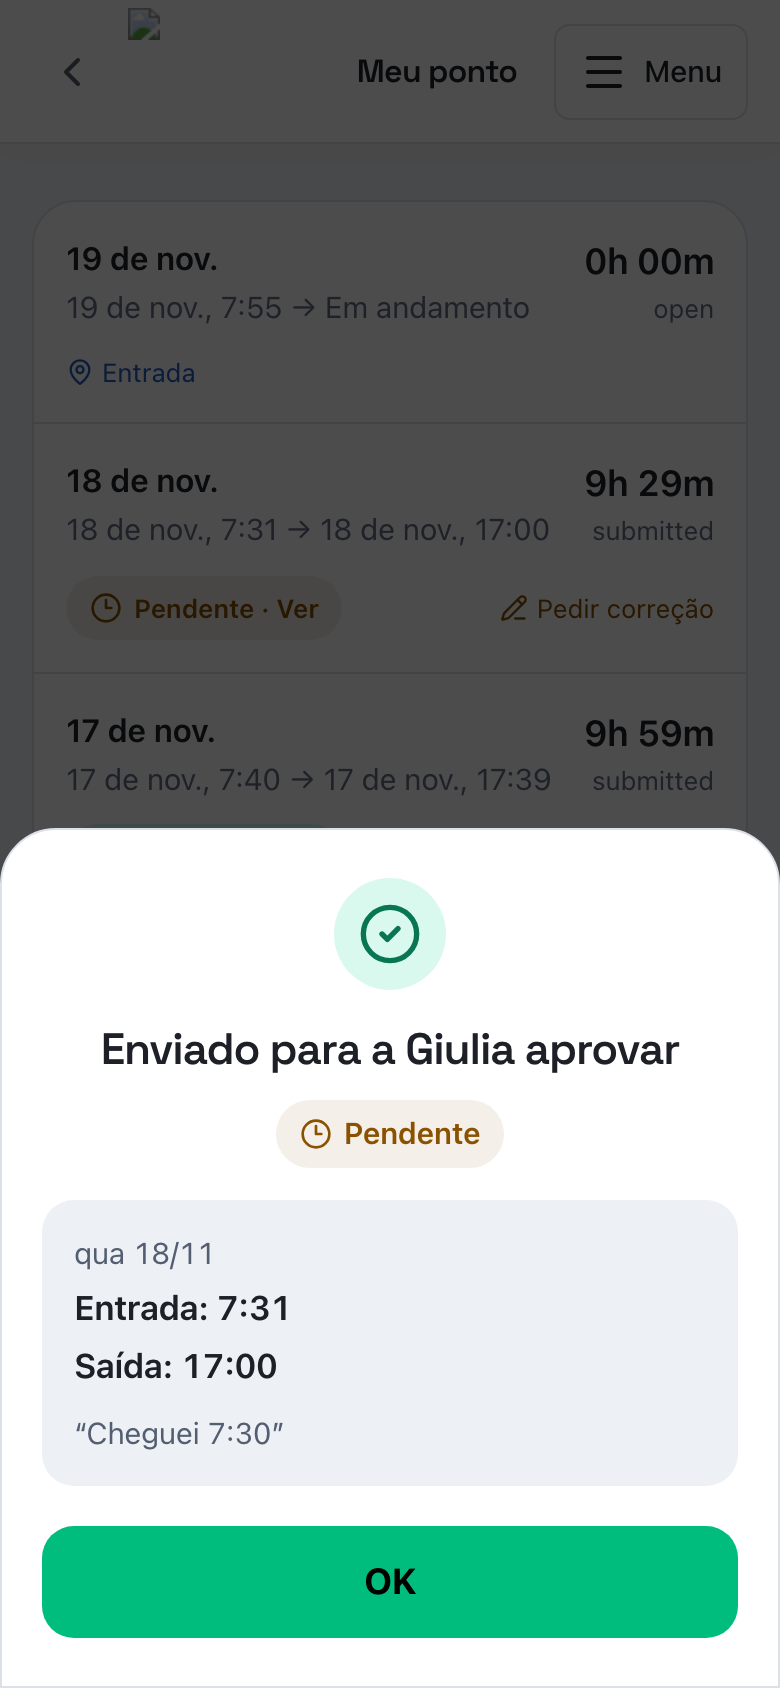 Meu ponto
Menu
19 de nov.
0h 00m
19 de nov., 7:55 → Em andamento
open
Entrada
18 de nov.
9h 29m
18 de nov., 7:31 → 18 de nov., 17:00
submitted
Pendente · Ver
Pedir correção
17 de nov.
9h 59m
17 de nov., 7:40 → 17 de nov., 17:39
submitted
Enviado para a Giulia aprovar
Pendente
qua 18/11
Entrada: 7:31
Saída: 17:00
“Cheguei 7:30”
OK